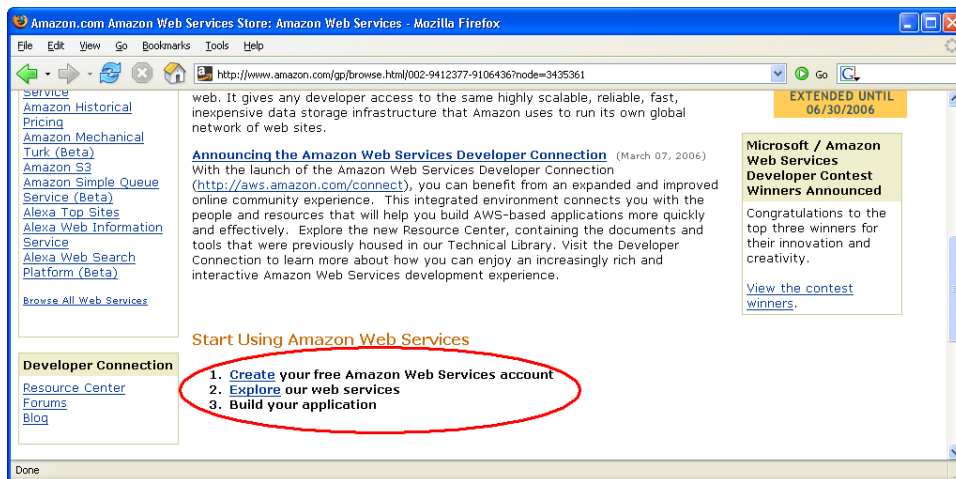 Amazon.com Amazon Web Services Store: Amazon Web Services - Mozilla Firefox
File Edit View Go Bookmarks Tools Help
http://www.amazon.com/gp/browse.html/002-9412377-9106436?node=3435361
Go
Service
Amazon Historical
Pricing
Amazon Mechanical
Turk (Beta)
Amazon S3
Amazon Simple Queue
Service (Beta)
Alexa Top Sites
Alexa Web Information
Service
Alexa Web Search
Platform (Beta)
Browse All Web Services
Developer Connection
Resource Center
Forums
Blog
web. It gives any developer access to the same highly scalable, reliable, fast,
inexpensive data storage infrastructure that Amazon uses to run its own global
network of web sites.
Announcing the Amazon Web Services Developer Connection (March 07, 2006)
With the launch of the Amazon Web Services Developer Connection
(http://aws.amazon.com/connect), you can benefit from an expanded and improved
online community experience. This integrated environment connects you with the
people and resources that will help you build AWS-based applications more quickly
and effectively. Explore the new Resource Center, containing the documents and
tools that were previously housed in our Technical Library. Visit the Developer
Connection to learn more about how you can enjoy an increasingly rich and
interactive Amazon Web Services development experience.
Start Using Amazon Web Services
1. Create your free Amazon Web Services account
2. Explore our web services
3. Build your application
EXTENDED UNTIL
06/30/2006
Microsoft / Amazon
Web Services
Developer Contest
Winners Announced
Congratulations to the
top three winners for
their innovation and
creativity.
View the contest
winners.
Done